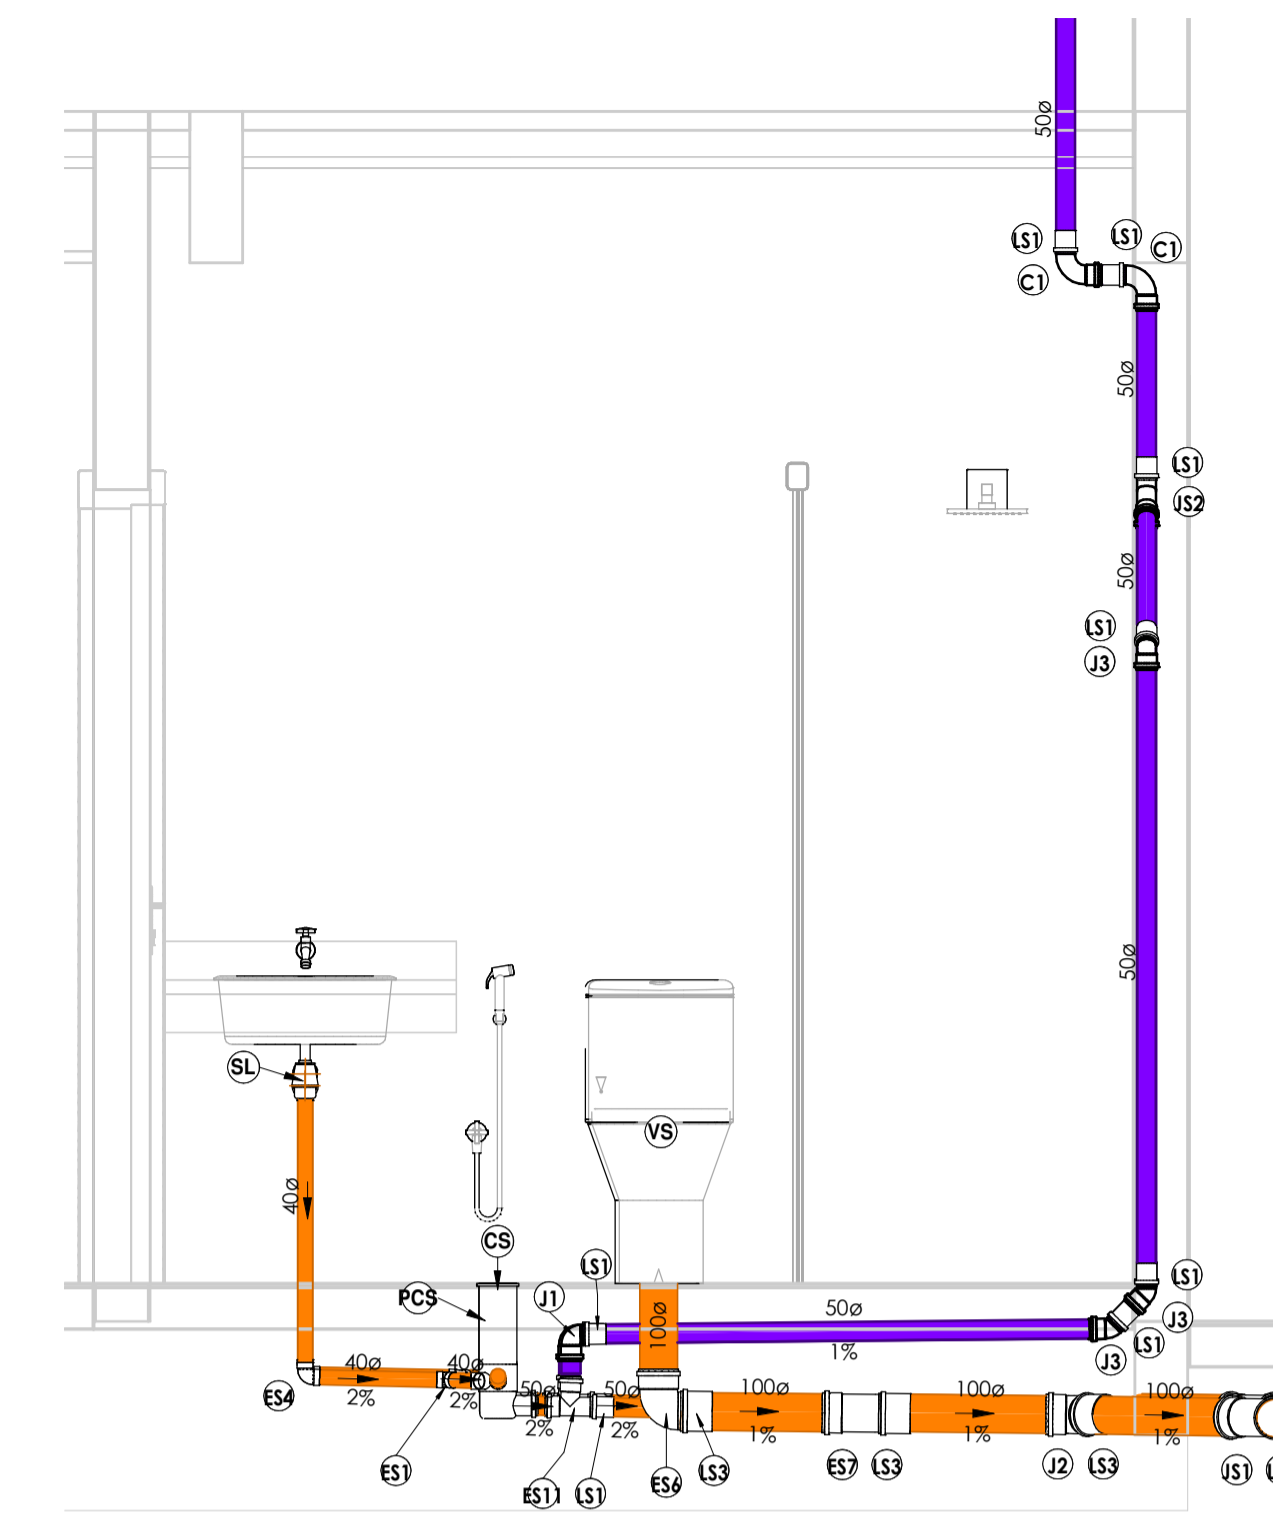 50ø
LS1
LS1
C1
C1
50ø
LS1
JS2
50ø
LS1
J3
50ø
SL
VS
40ø
CS
LS1
LS1
PCS
J1
50ø
J3
100ø
1%
LS1
J3
40ø
40ø
50ø
50ø
100ø
100ø
100ø
ES4
2%
2%
2%
2%
1%
1%
1%
ES1
ES11
LS1
ES6
LS3
ES7
LS3
J2
LS3
JS1